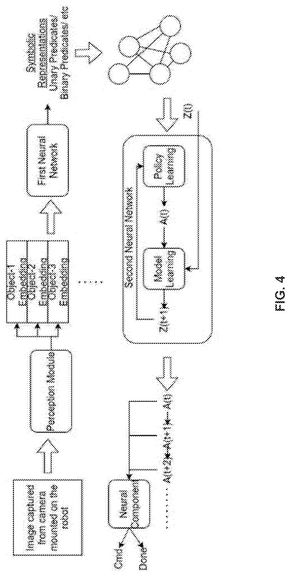 Image captured
from camera
mounted on the
robot
Perception Module
Object-1
Embedding
Object-2
Embedding
Object-3
Embedding
First Neural
Network
Symbolic
Representations
Unary Predicates/
Binary Predicates/ etc
Z(t)
Second Neural Network
Policy
Learning
A(t)
Model
Learning
Z(t+1)
A(t)
A(t+1)
A(t+2)
Neural
Component
Cmd
Done
FIG. 4